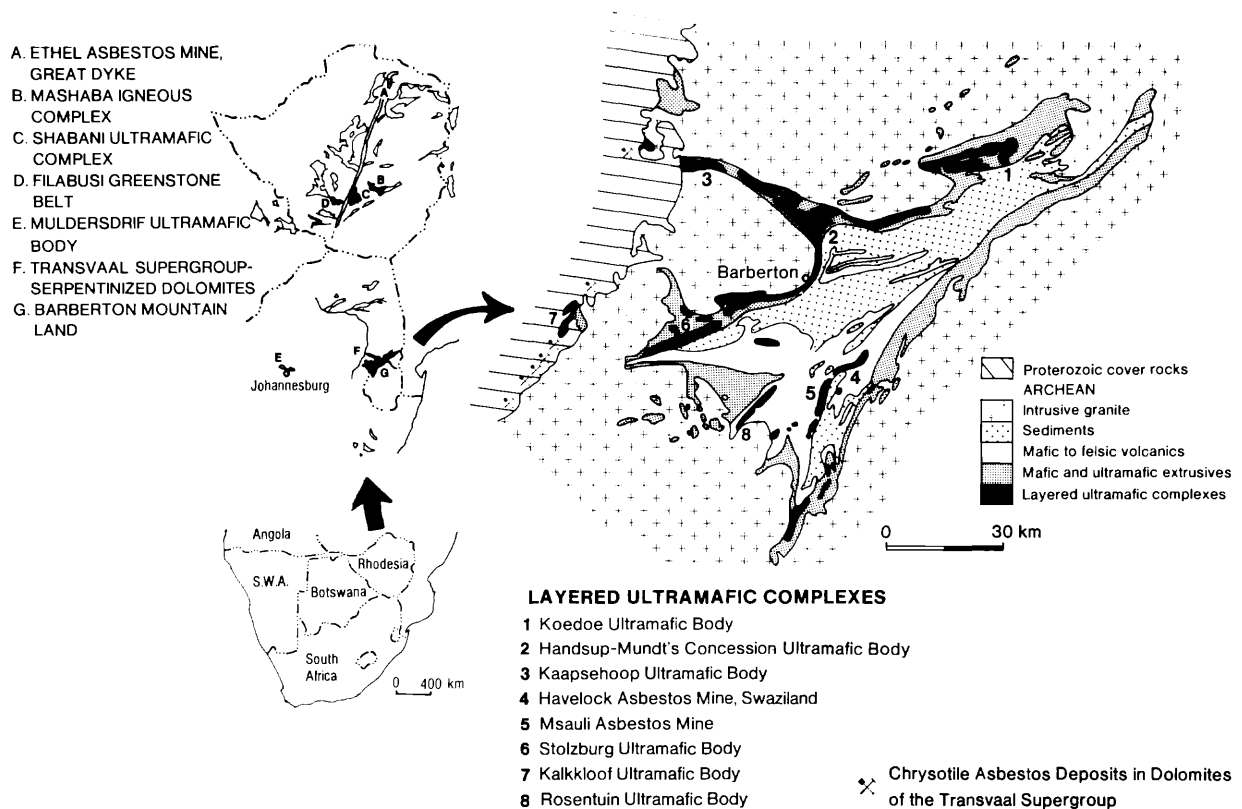 A. ETHEL ASBESTOS MINE,
GREAT DYKE
B. MASHABA IGNEOUS
COMPLEX
C. SHABANI ULTRAMAFIC
COMPLEX
D. FILABUSI GREENSTONE
BELT
E. MULDERSDRIF ULTRAMAFIC
BODY
F. TRANSVAAL SUPERGROUP-
SERPENTINIZED DOLOMITES
G. BARBERTON MOUNTAIN
LAND
A
B
C
D
E
Johannesburg
F
G
Angola
S.W.A.
Rhodesia
Botswana
South
Africa
0 400 km
3
1
2
Barberton
7
6
4
5
8
Proterozoic cover rocks
ARCHEAN
Intrusive granite
Sediments
Mafic to felsic volcanics
Mafic and ultramafic extrusives
Layered ultramafic complexes
0 30 km
LAYERED ULTRAMAFIC COMPLEXES
1 Koedoe Ultramafic Body
2 Handsup-Mundt's Concession Ultramafic Body
3 Kaapsehoop Ultramafic Body
4 Havelock Asbestos Mine, Swaziland
5 Msauli Asbestos Mine
6 Stolzburg Ultramafic Body
7 Kalkkloof Ultramafic Body
8 Rosentuin Ultramafic Body
Chrysotile Asbestos Deposits in Dolomites
of the Transvaal Supergroup